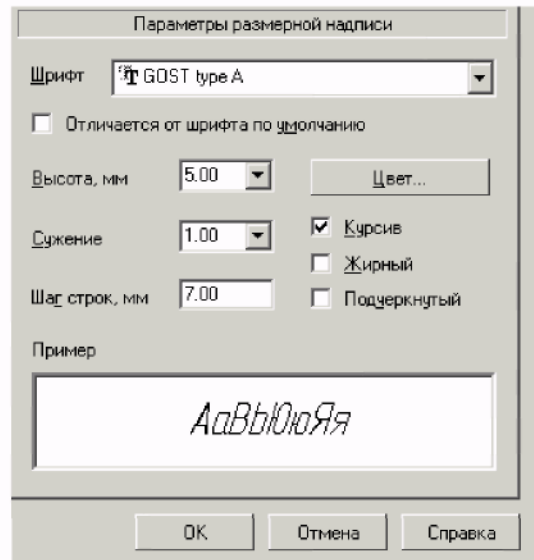 Параметры размерной надписи
Шрифт
GOST type A
Отличается от шрифта по умолчанию
Высота, мм
5.00
Цвет...
Сужение
1.00
Курсив
Жирный
Шаг строк, мм
7.00
Подчеркнутый
Пример
АаВЫЮюЯя
OK
Отмена
Справка